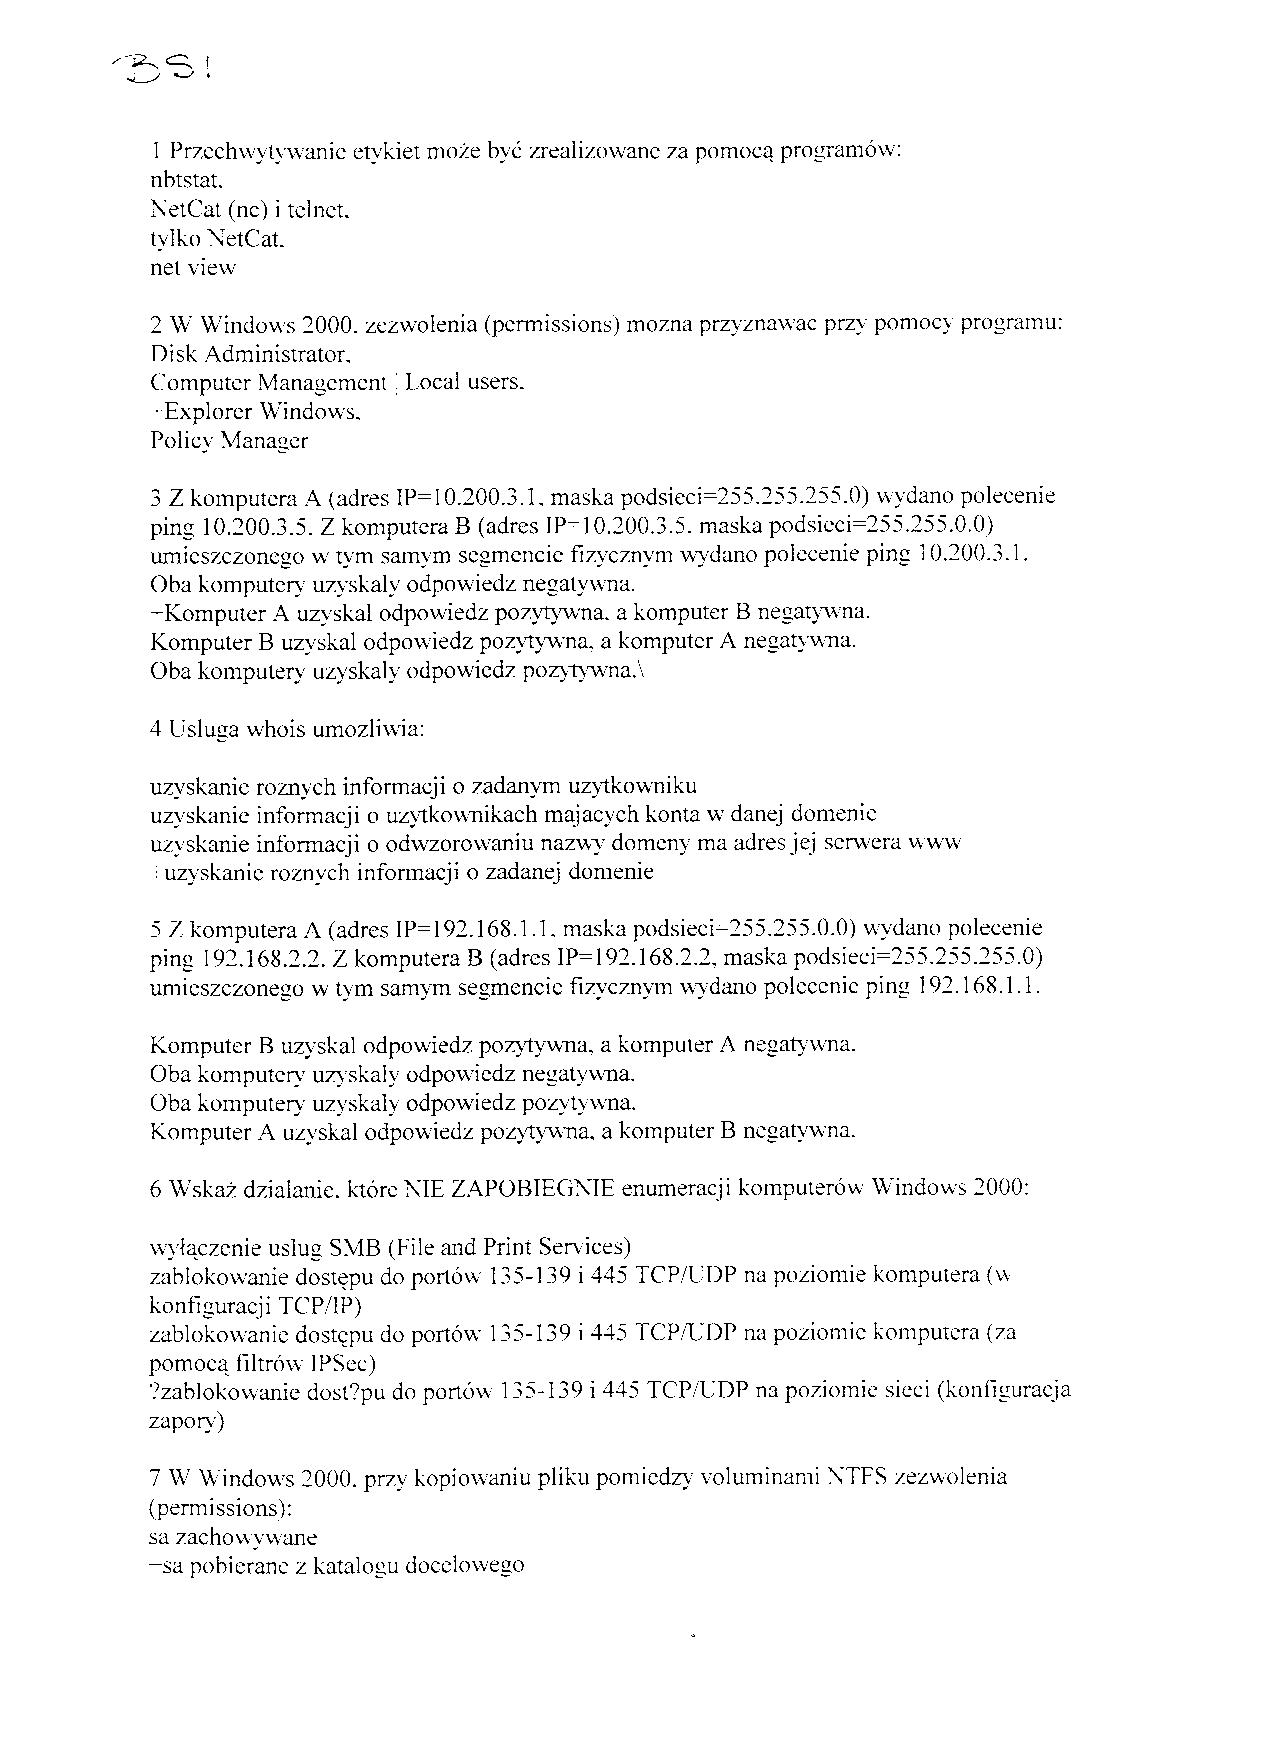 BS!
1 Przechwytywanie etykiet może być zrealizowane za pomocą programów:
nbtstat.
NetCat (nc) i telnet.
tylko NetCat.
net view
2 W Windows 2000. zezwolenia (permissions) mozna przyznawac przy pomocy programu:
Disk Administrator.
Computer Management | Local users.
+Explorer Windows.
Policy Manager
3 Z komputera A (adres IP=10.200.3.1, maska podsieci=255.255.255.0) wydano polecenie
ping 10.200.3.5. Z komputera B (adres IP=10.200.3.5. maska podsieci=255.255.0.0)
umieszczonego w tym samym segmencie fizycznym wydano polecenie ping 10.200.3.1.
Oba komputery uzyskaly odpowiedz negatywna.
=Komputer A uzyskal odpowiedz pozytywna, a komputer B negatywna.
Komputer B uzyskal odpowiedz pozytywna, a komputer A negatywna.
Oba komputery uzyskaly odpowiedz pozytywna.\
4 Usluga whois umozliwia:
uzyskanie roznych informacji o zadanym uzytkowniku
uzyskanie informacji o uzytkownikach majacych konta w danej domenie
uzyskanie informacji o odwzorowaniu nazwy domeny ma adres jej serwera www
uzyskanie roznych informacji o zadanej domenie
5 Z komputera A (adres IP=192.168.1.1, maska podsieci=255.255.0.0) wydano polecenie
ping 192.168.2.2. Z komputera B (adres IP=192.168.2.2, maska podsieci=255.255.255.0)
umieszczonego w tym samym segmencie fizycznym wydano polecenie ping 192.168.1.1.
Komputer B uzyskal odpowiedz pozytywna, a komputer A negatywna.
Oba komputery uzyskaly odpowiedz negatywna.
Oba komputery uzyskaly odpowiedz pozytywna.
Komputer A uzyskal odpowiedz pozytywna, a komputer B negatywna.
6 Wskaż dzialanie. które NIE ZAPOBIEGNIE enumeracji komputerów Windows 2000:
wyłączenie uslug SMB (File and Print Services)
zablokowanie dostępu do portów 135-139 i 445 TCP/UDP na poziomie komputera (w
konfiguracji TCP/IP)
zablokowanie dostępu do portów 135-139 i 445 TCP/UDP na poziomie komputera (za
pomocą filtrów IPSec)
?zablokowanie dost?pu do portów 135-139 i 445 TCP/UDP na poziomie sieci (konfiguracja
zapory)
7 W Windows 2000. przy kopiowaniu pliku pomiedzy voluminami NTFS zezwolenia
(permissions):
sa zachowywane
=sa pobierane z katalogu docelowego